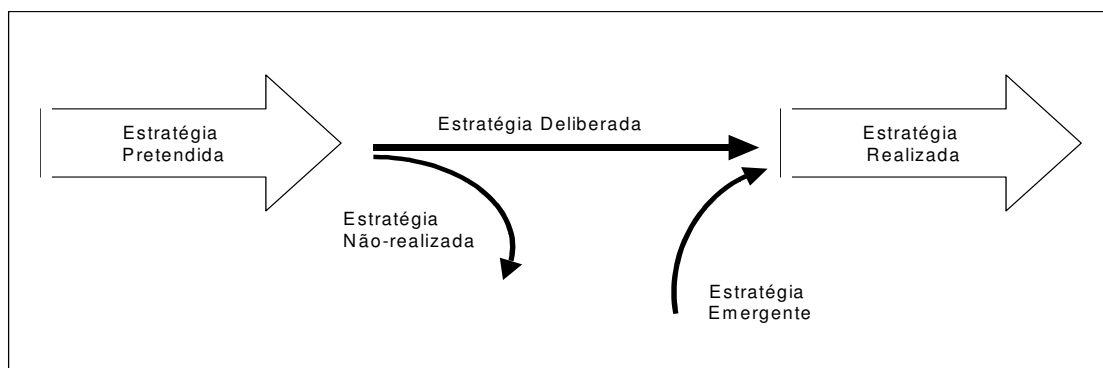 Estratégia
Pretendida
Estratégia Deliberada
Estratégia
Realizada
Estratégia
Não-realizada
Estratégia
Emergente